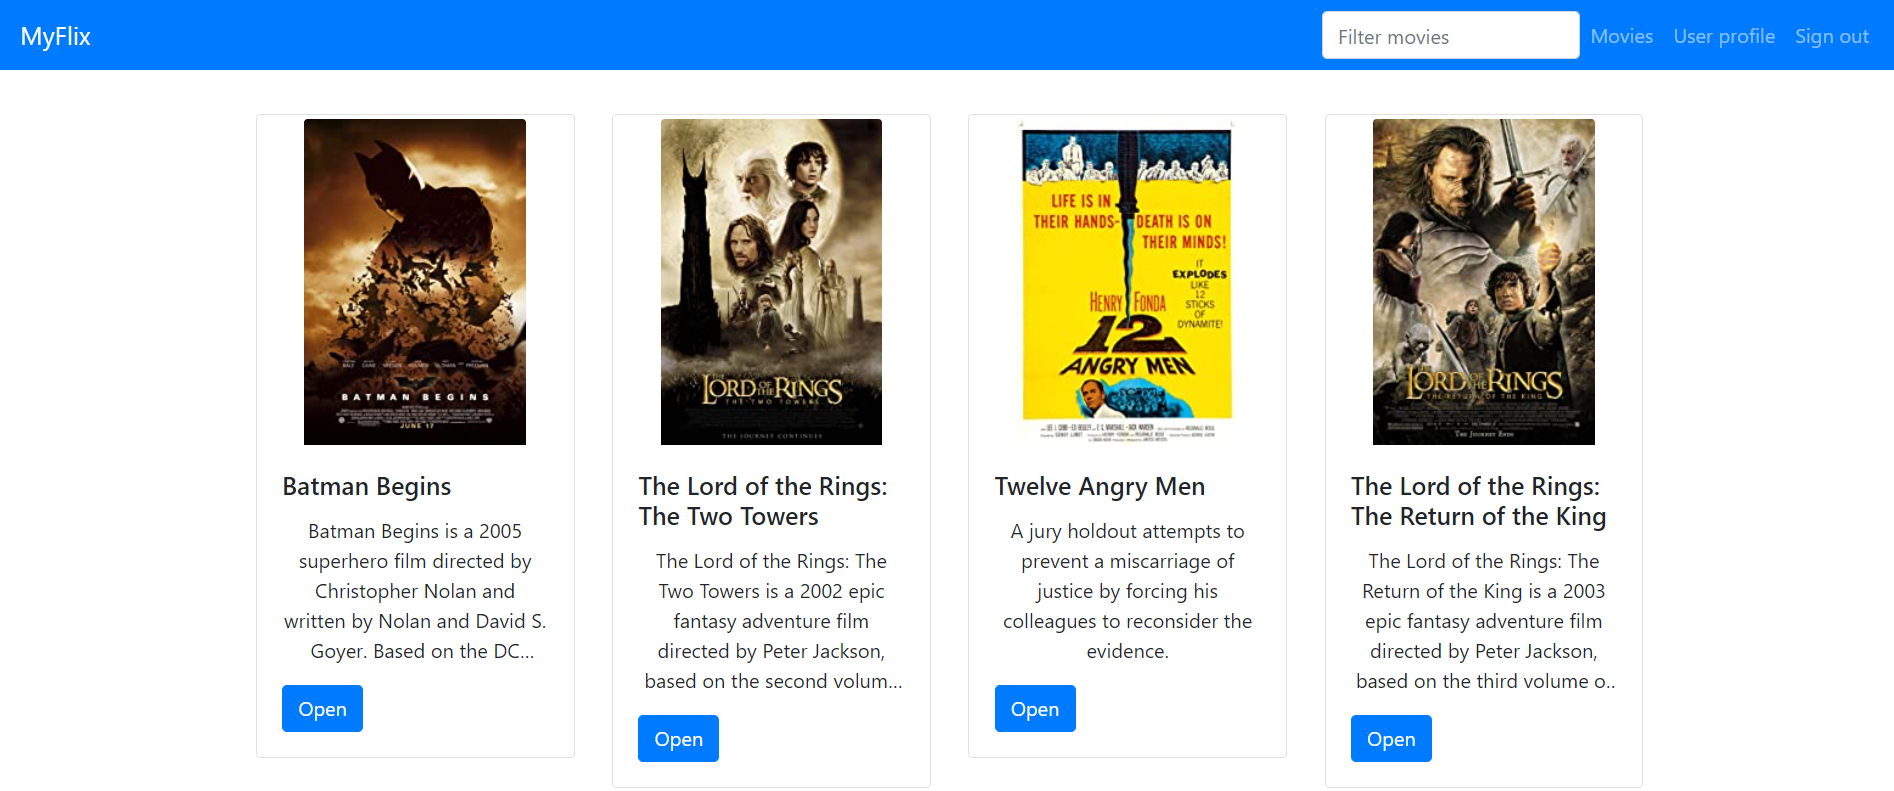 MyFlix
Filter movies
Movies
User profile
Sign out
BATMAN BEGINS
JUNE 17
Batman Begins
Batman Begins is a 2005
superhero film directed by
Christopher Nolan and
written by Nolan and David S.
Goyer. Based on the DC...
Open
THE
LORD OF THE RINGS
THE TWO TOWERS
THE JOURNEY CONTINUES
The Lord of the Rings:
The Two Towers
The Lord of the Rings: The
Two Towers is a 2002 epic
fantasy adventure film
directed by Peter Jackson,
based on the second volum...
Open
LIFE IS IN
THEIR HANDS-
DEATH IS ON
THEIR MINDS!
IT
EXPLODES
LIKE
12
STICKS
OF
DYNAMITE!
HENRY FONDA
12
ANGRY MEN
Twelve Angry Men
A jury holdout attempts to
prevent a miscarriage of
justice by forcing his
colleagues to reconsider the
evidence.
Open
THE
LORD OF THE RINGS
THE RETURN OF THE KING
THE JOURNEY ENDS
The Lord of the Rings:
The Return of the King
The Lord of the Rings: The
Return of the King is a 2003
epic fantasy adventure film
directed by Peter Jackson,
based on the third volume o..
Open